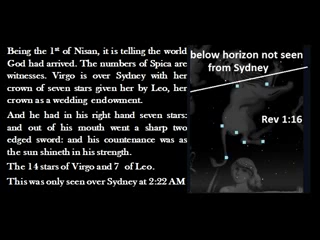 Being the 1st of Nisan, it is telling the world
God had arrived. The numbers of Spica are
witnesses. Virgo is over Sydney with her
crown of seven stars given her by Leo, her
crown as a wedding endowment.
And he had in his right hand seven stars:
and out of his mouth went a sharp two
edged sword: and his countenance was as
the sun shineth in his strength.
The 14 stars of Virgo and 7 of Leo.
This was only seen over Sydney at 2:22 AM
below horizon not seen
from Sydney
Rev 1:16